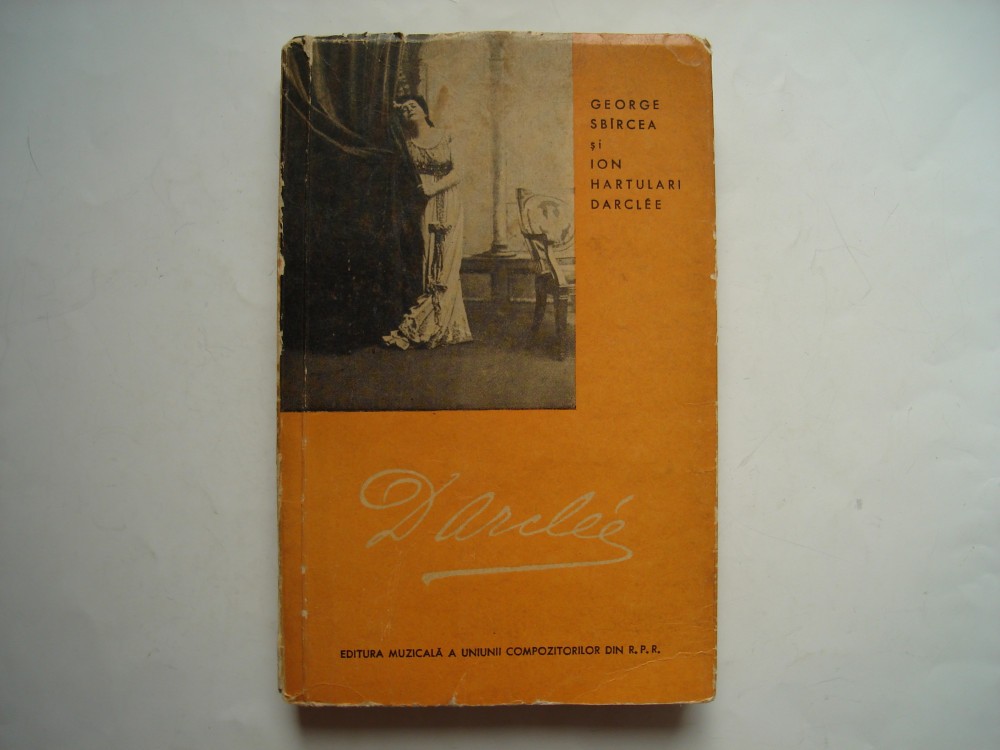 GEORGE
SBÎRCEA
și
ION
HARTULARI
DARCLÉE
Darclée
EDITURA MUZICALĂ A UNIUNII COMPOZITORILOR DIN R.P.R.